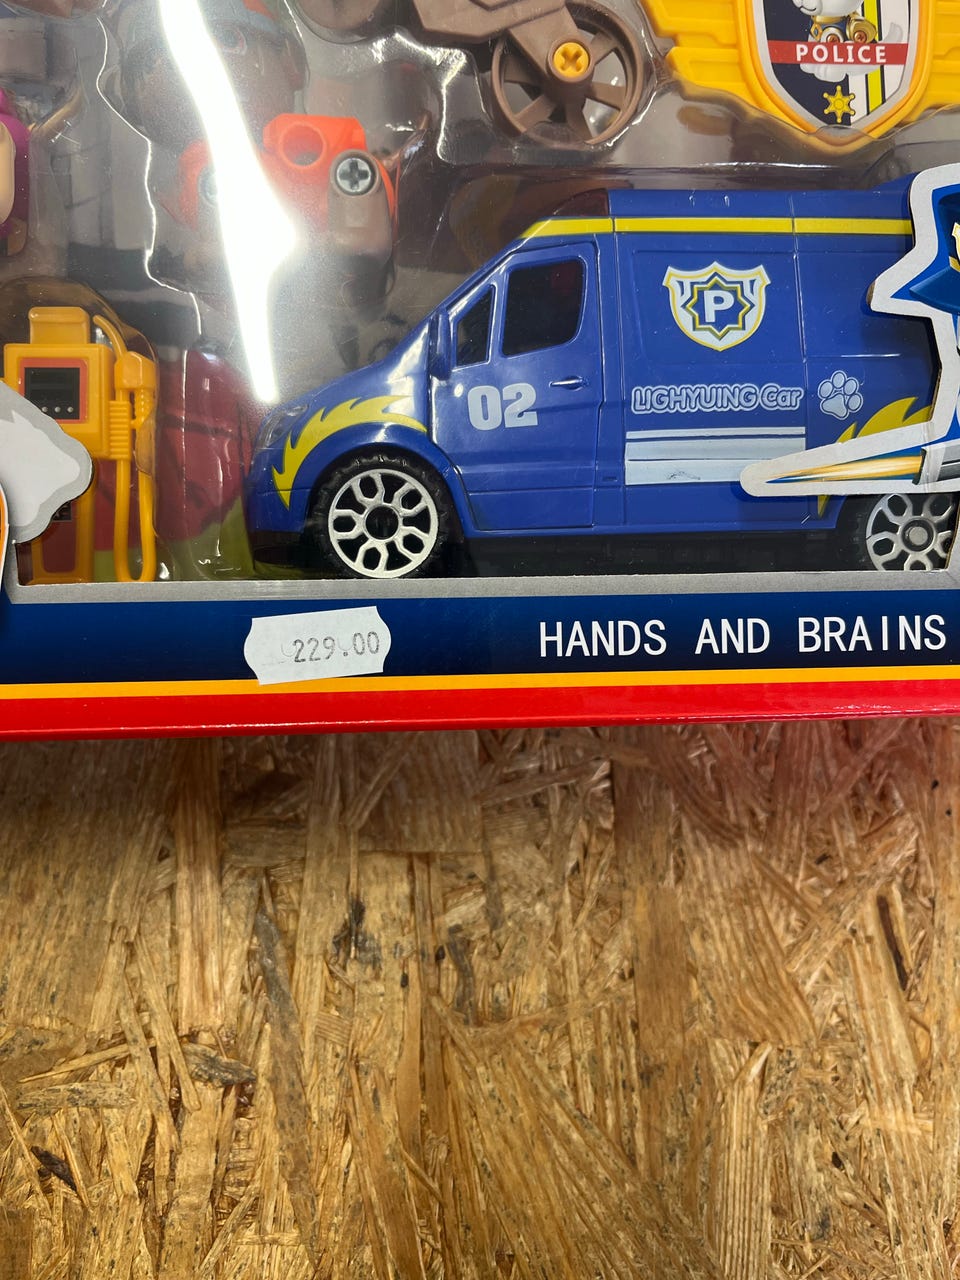 POLICE
P
02
LIGHYUING Car
229.00
HANDS AND BRAINS